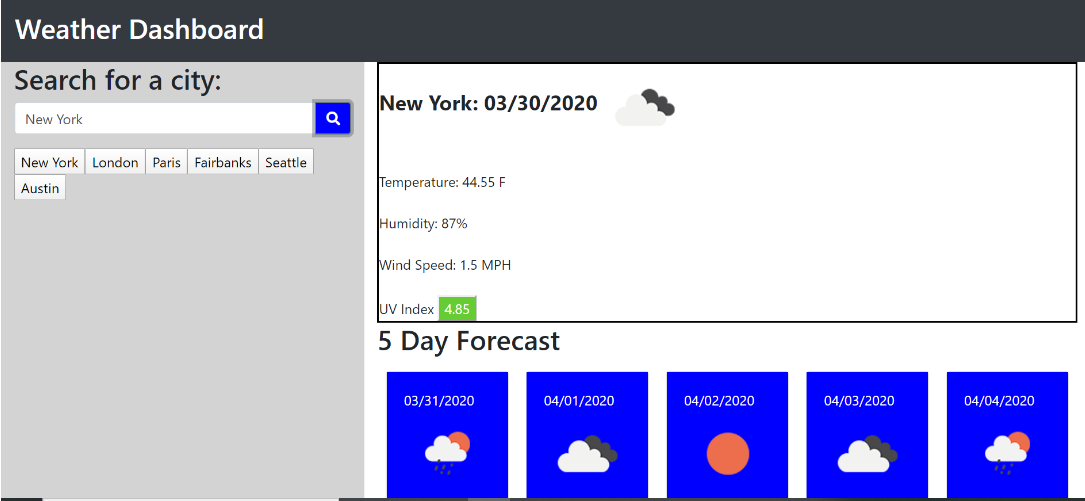 Weather Dashboard
Search for a city:
New York
New York London Paris Fairbanks Seattle
Austin
New York: 03/30/2020
Temperature: 44.55 F
Humidity: 87%
Wind Speed: 1.5 MPH
UV Index 4.85
5 Day Forecast
03/31/2020 04/01/2020 04/02/2020 04/03/2020 04/04/2020